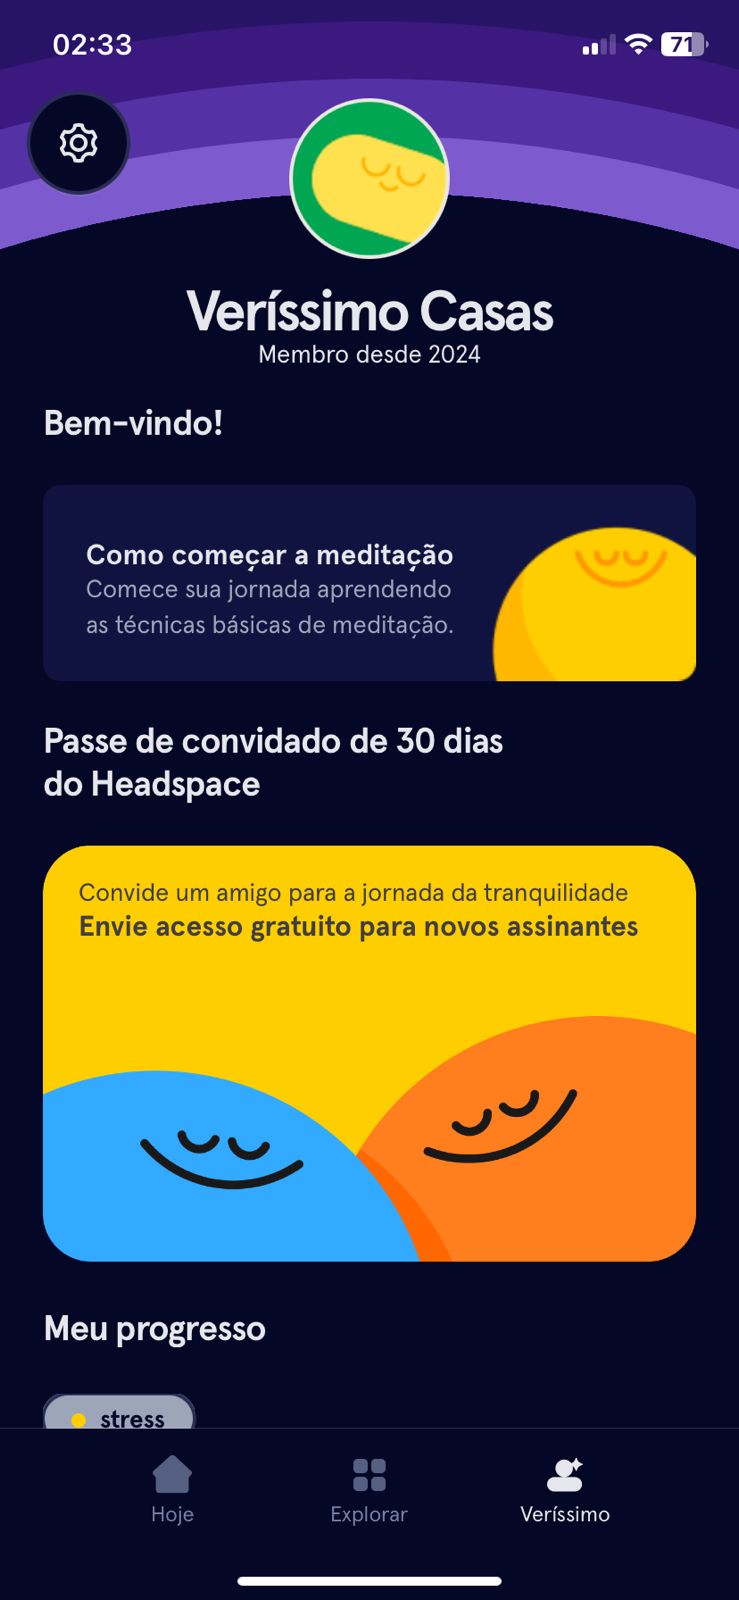 02:33
71
Veríssimo Casas
Membro desde 2024
Bem-vindo!
Como começar a meditação
Comece sua jornada aprendendo
as técnicas básicas de meditação.
Passe de convidado de 30 dias
do Headspace
Convide um amigo para a jornada da tranquilidade
Envie acesso gratuito para novos assinantes
Meu progresso
stress
Hoje
Explorar
Veríssimo